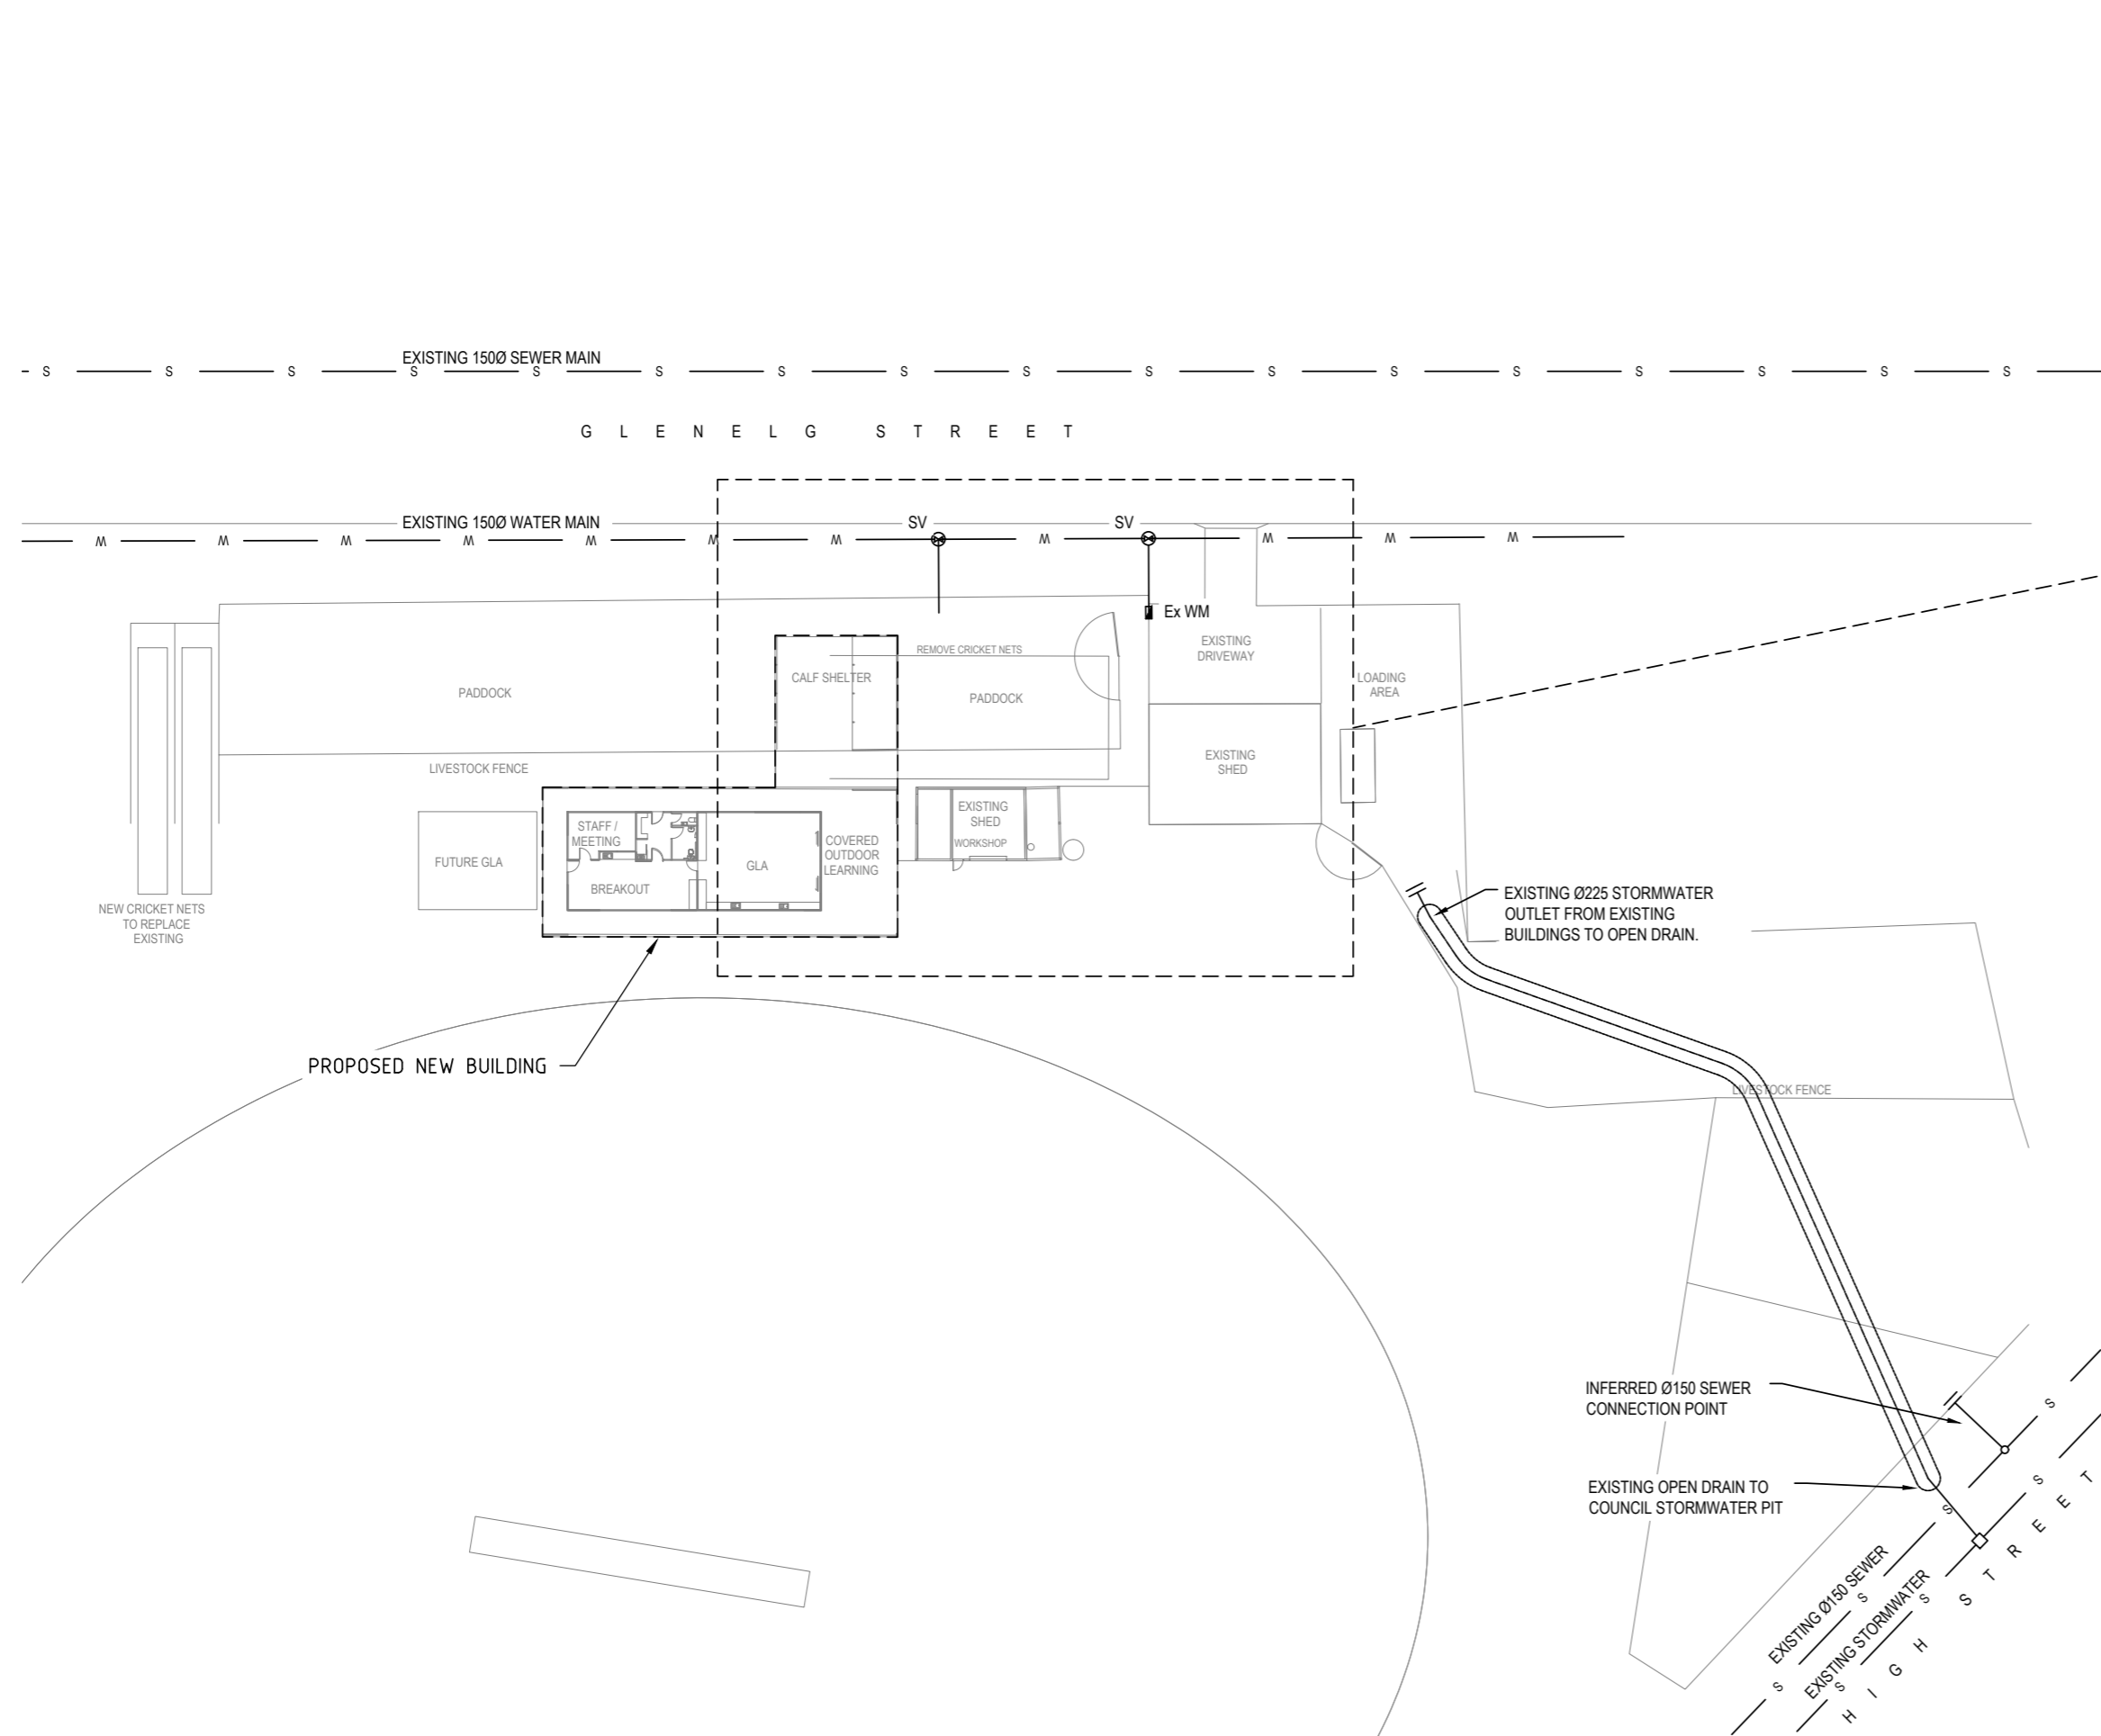 EXISTING 150Ø SEWER MAIN
S S S S S S S S S S S S S S S S S
GLENELG STREET
EXISTING 150Ø WATER MAIN
SV
SV
W W W W W W W W W W W
Ex WM
EXISTING
DRIVEWAY
REMOVE CRICKET NETS
CALF SHELTER
PADDOCK
PADDOCK
LOADING
AREA
EXISTING
SHED
LIVESTOCK FENCE
EXISTING
SHED
WORKSHOP
STAFF /
MEETING
COVERED
OUTDOOR
LEARNING
FUTURE GLA
GLA
BREAKOUT
NEW CRICKET NETS
TO REPLACE
EXISTING
EXISTING Ø225 STORMWATER
OUTLET FROM EXISTING
BUILDINGS TO OPEN DRAIN.
PROPOSED NEW BUILDING
LIVESTOCK FENCE
INFERRED Ø150 SEWER
CONNECTION POINT
EXISTING OPEN DRAIN TO
COUNCIL STORMWATER PIT
EXISTING Ø150 SEWER
S S S S
EXISTING STORMWATER
S S S
HIGH STREET